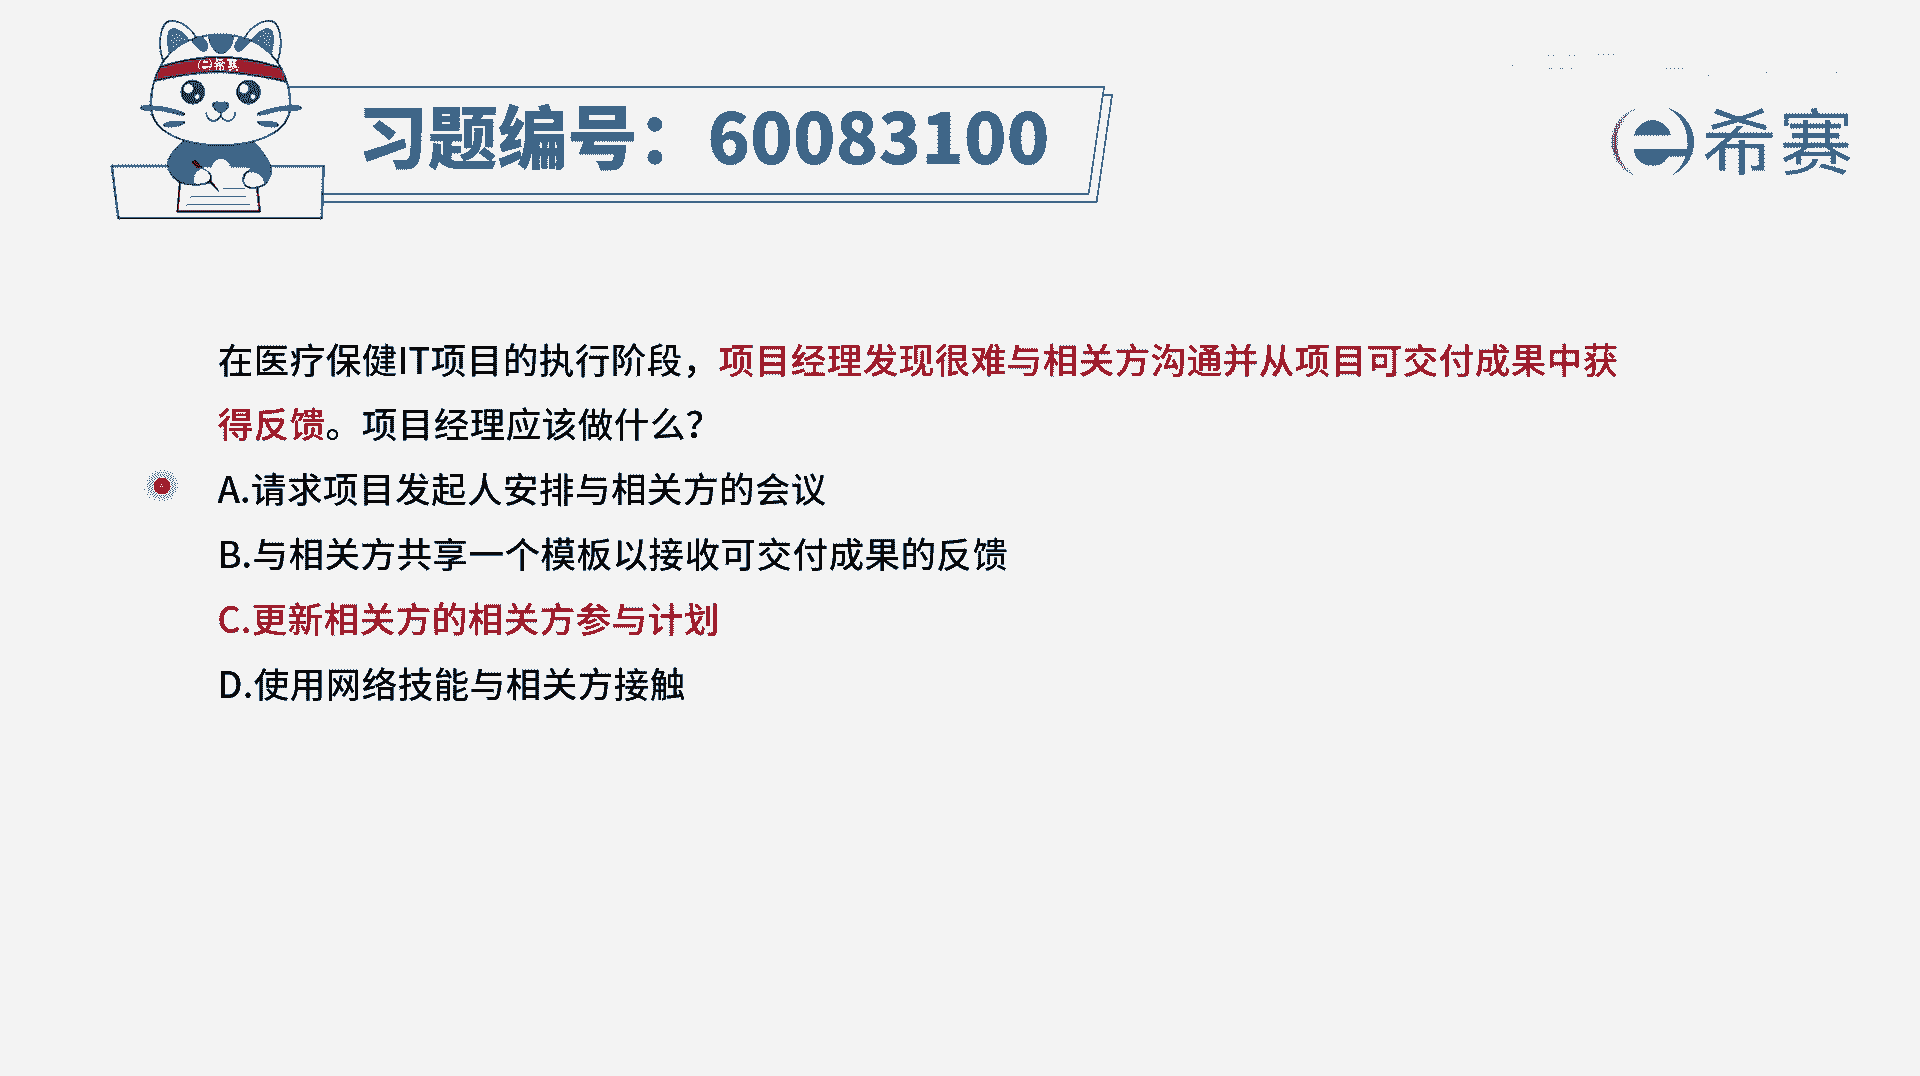 希赛
习题编号：60083100
希赛
在医疗保健IT项目的执行阶段，项目经理发现很难与相关方沟通并从项目可交付成果中获
得反馈。项目经理应该做什么？
A.请求项目发起人安排与相关方的会议
B.与相关方共享一个模板以接收可交付成果的反馈
C.更新相关方的相关方参与计划
D.使用网络技能与相关方接触